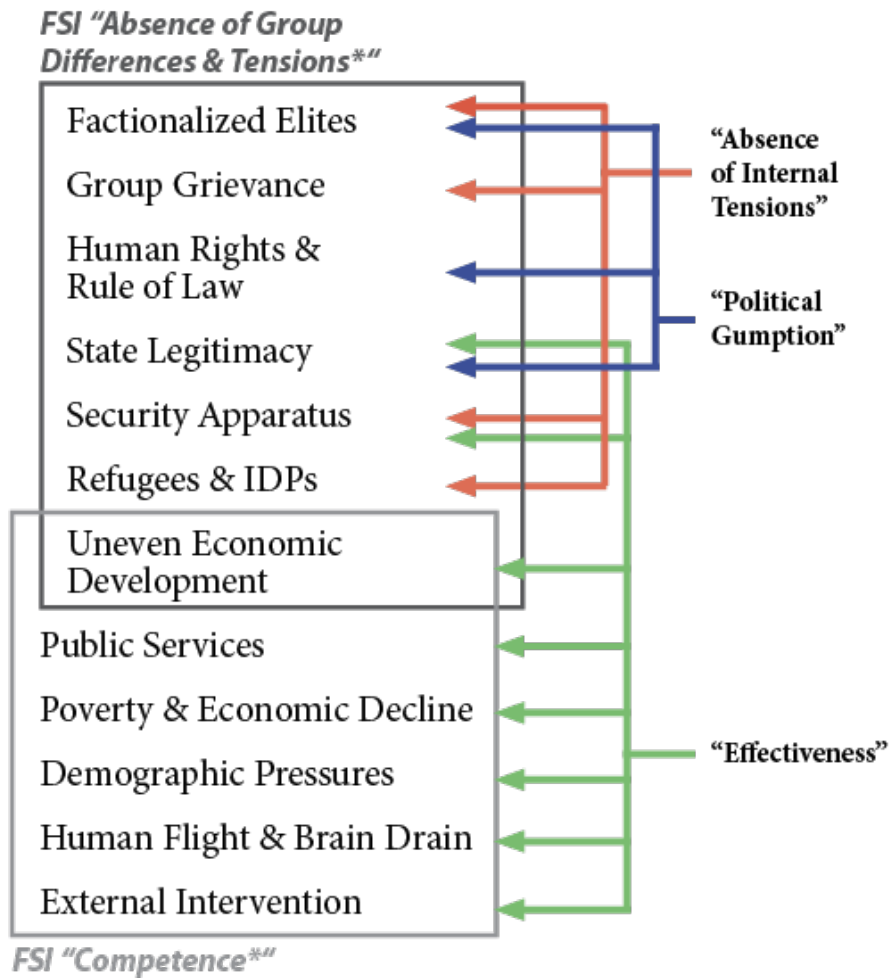 FSI “Absence of Group
Differences & Tensions*“
Factionalized Elites
Group Grievance
Human Rights &
Rule of Law
State Legitimacy
Security Apparatus
Refugees & IDPs
Uneven Economic
Development
Public Services
Poverty & Economic Decline
Demographic Pressures
Human Flight & Brain Drain
External Intervention
FSI “Competence*“
“Absence
of Internal
Tensions”
“Political
Gumption”
“Effectiveness”